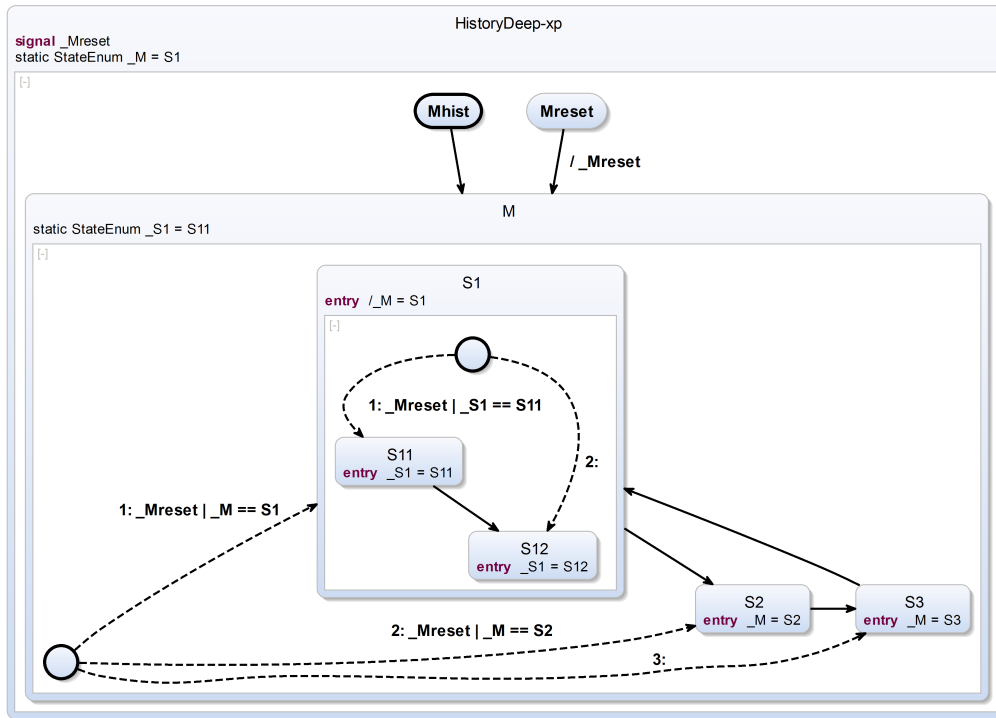 HistoryDeep-xp
signal _Mreset
static StateEnum _M = S1
[-]
Mhist
Mreset
/ _Mreset
M
static StateEnum _S1 = S11
[-]
S1
entry /_M = S1
[-]
1: _Mreset | _S1 == S11
S11
entry _S1 = S11
2:
1: _Mreset | _M == S1
S12
entry _S1 = S12
S2
entry _M = S2
S3
entry _M = S3
2: _Mreset | _M == S2
3: